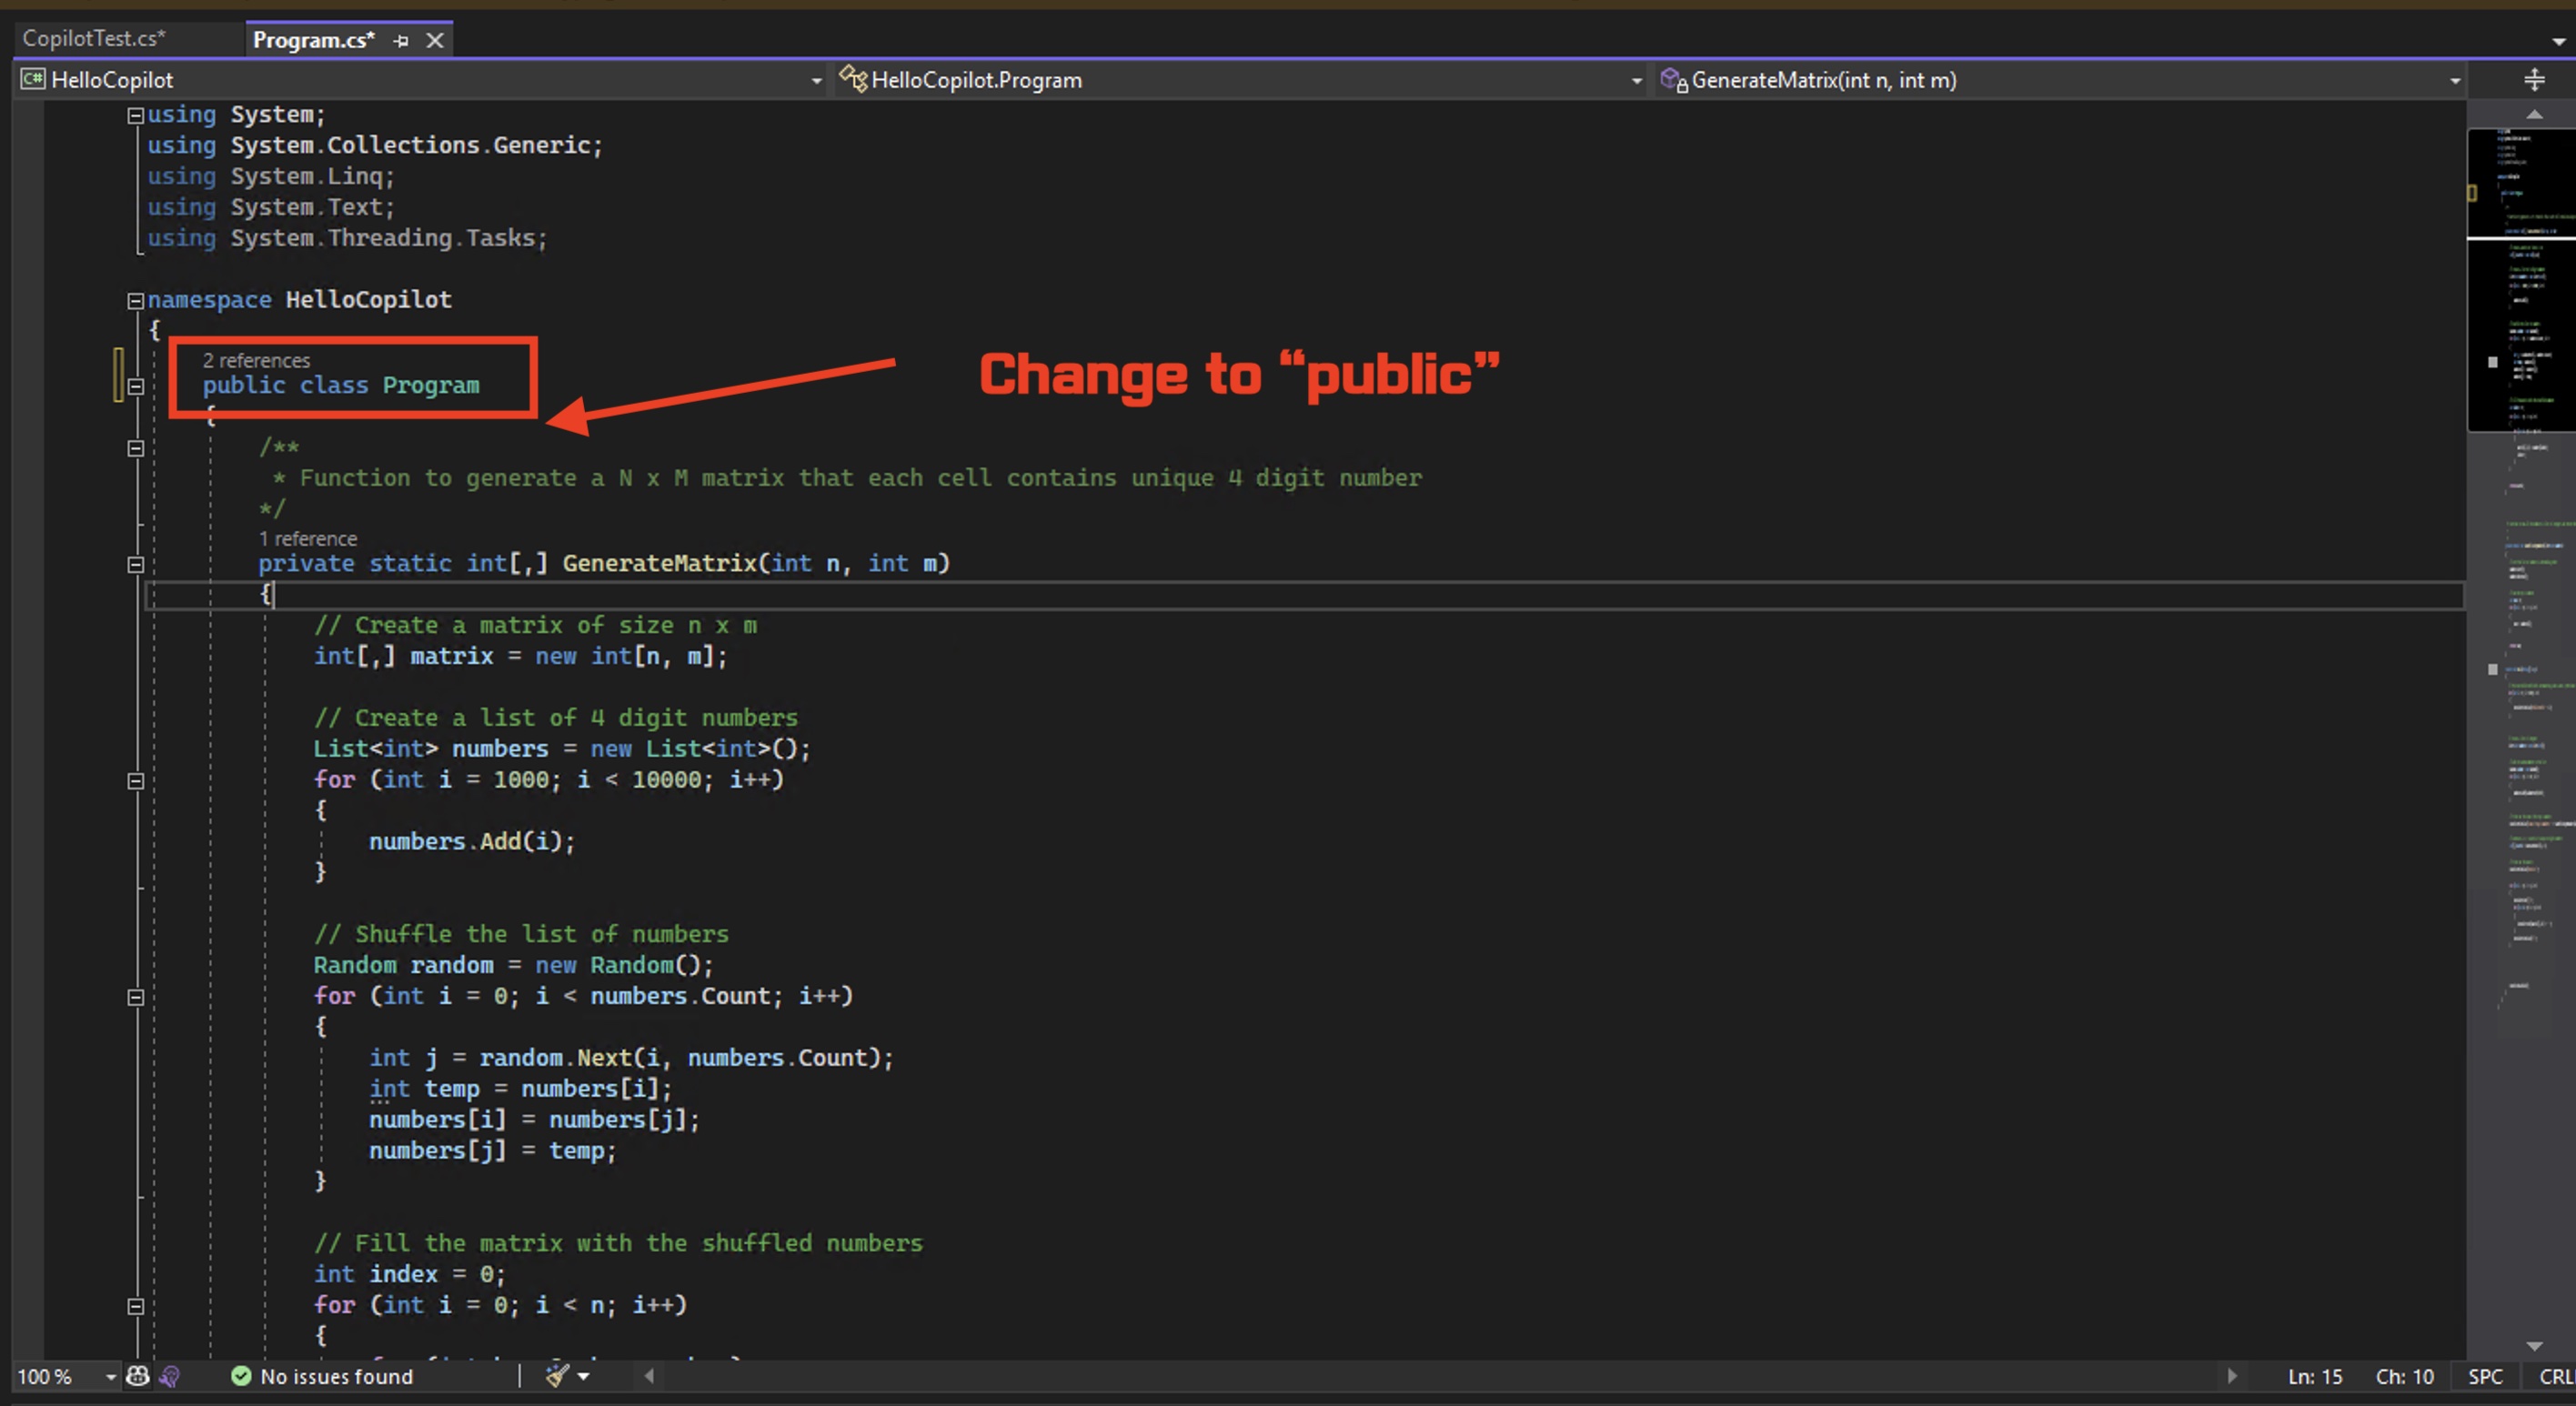 CopilotTest.cs*
Program.cs*
C# HelloCopilot
HelloCopilot.Program
GenerateMatrix(int n, int m)
using System;
using System.Collections.Generic;
using System.Linq;
using System.Text;
using System.Threading.Tasks;
namespace HelloCopilot
{
2 references
public class Program
Change to “public”
{
/**
* Function to generate a N x M matrix that each cell contains unique 4 digit number
*/
1 reference
private static int[,] GenerateMatrix(int n, int m)
{
// Create a matrix of size n x m
int[,] matrix = new int[n, m];
// Create a list of 4 digit numbers
List<int> numbers = new List<int>();
for (int i = 1000; i < 10000; i++)
{
numbers.Add(i);
}
// Shuffle the list of numbers
Random random = new Random();
for (int i = 0; i < numbers.Count; i++)
{
int j = random.Next(i, numbers.Count);
int temp = numbers[i];
numbers[i] = numbers[j];
numbers[j] = temp;
}
// Fill the matrix with the shuffled numbers
int index = 0;
for (int i = 0; i < n; i++)
{
100 %
No issues found
Ln: 15
Ch: 10
SPC
CRL